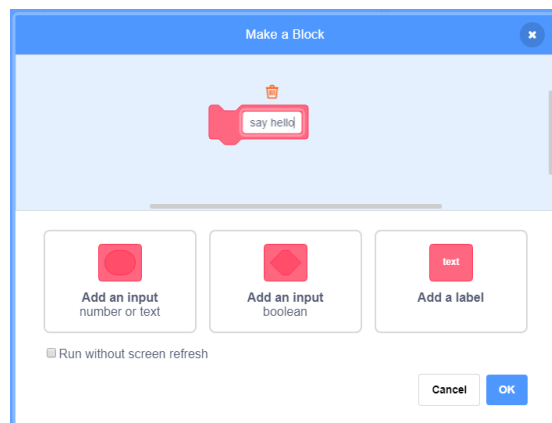 Make a Block
say hello
text
Add an input
number or text
Add an input
boolean
Add a label
Run without screen refresh
Cancel
OK